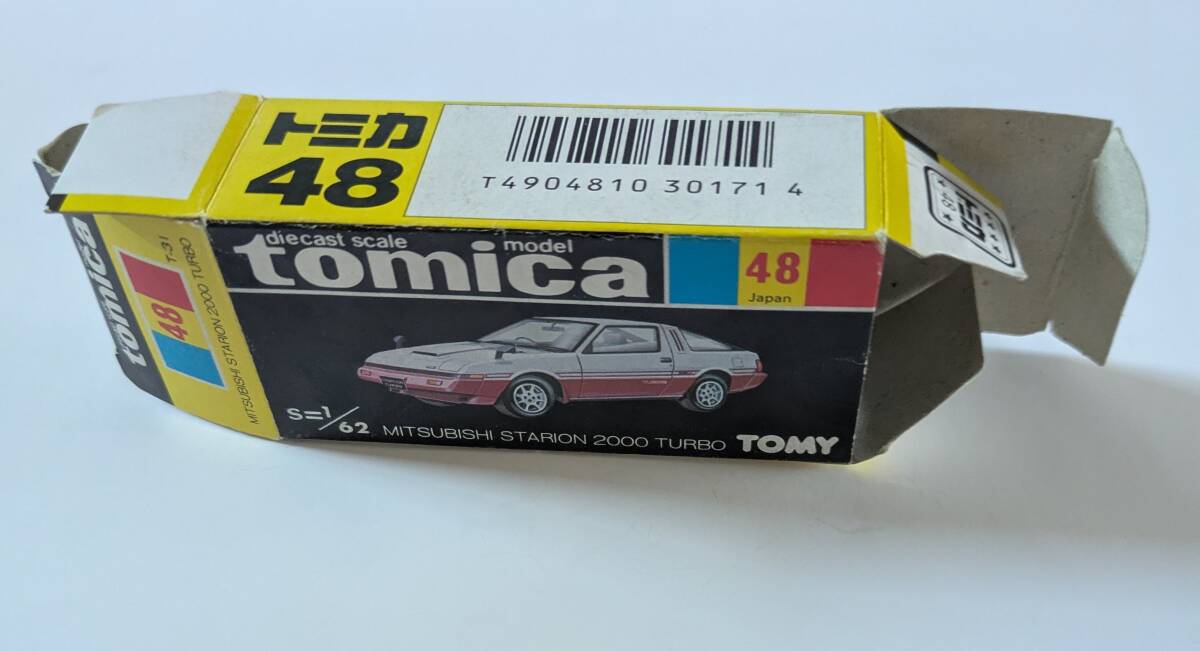 トミカ
48
T4904810 30171 4
diecast scale model
tomica
48
Japan
S=1/62 MITSUBISHI STARION 2000 TURBO TOMY
tomica
48
T-31
MITSUBISHI STARION 2000 TURBO